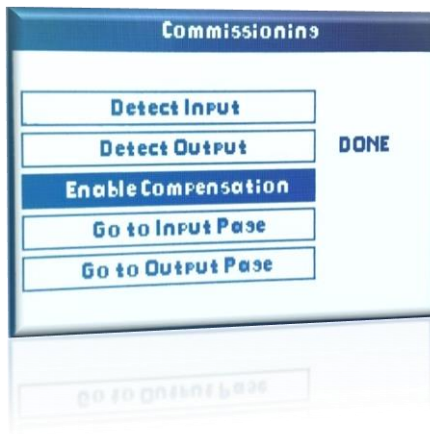 Commissioning
Detect Input
Detect Output DONE
Enable Compensation
Go to Input Page
Go to Output Page